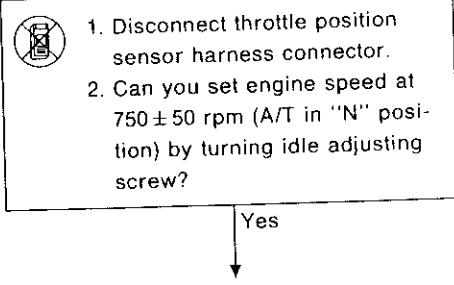 1. Disconnect throttle position
sensor harness connector.
2. Can you set engine speed at
750 ± 50 rpm (A/T in "N" posi-
tion) by turning idle adjusting
screw?
Yes